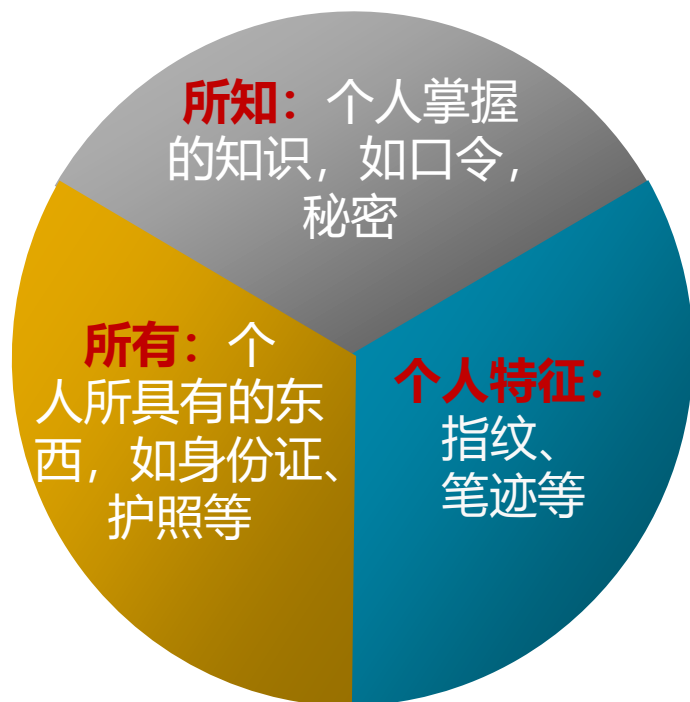 所知：个人掌握
的知识，如口令，
秘密
所有：个
人所具有的东
西，如身份证、
护照等
个人特征：
指纹、
笔迹等